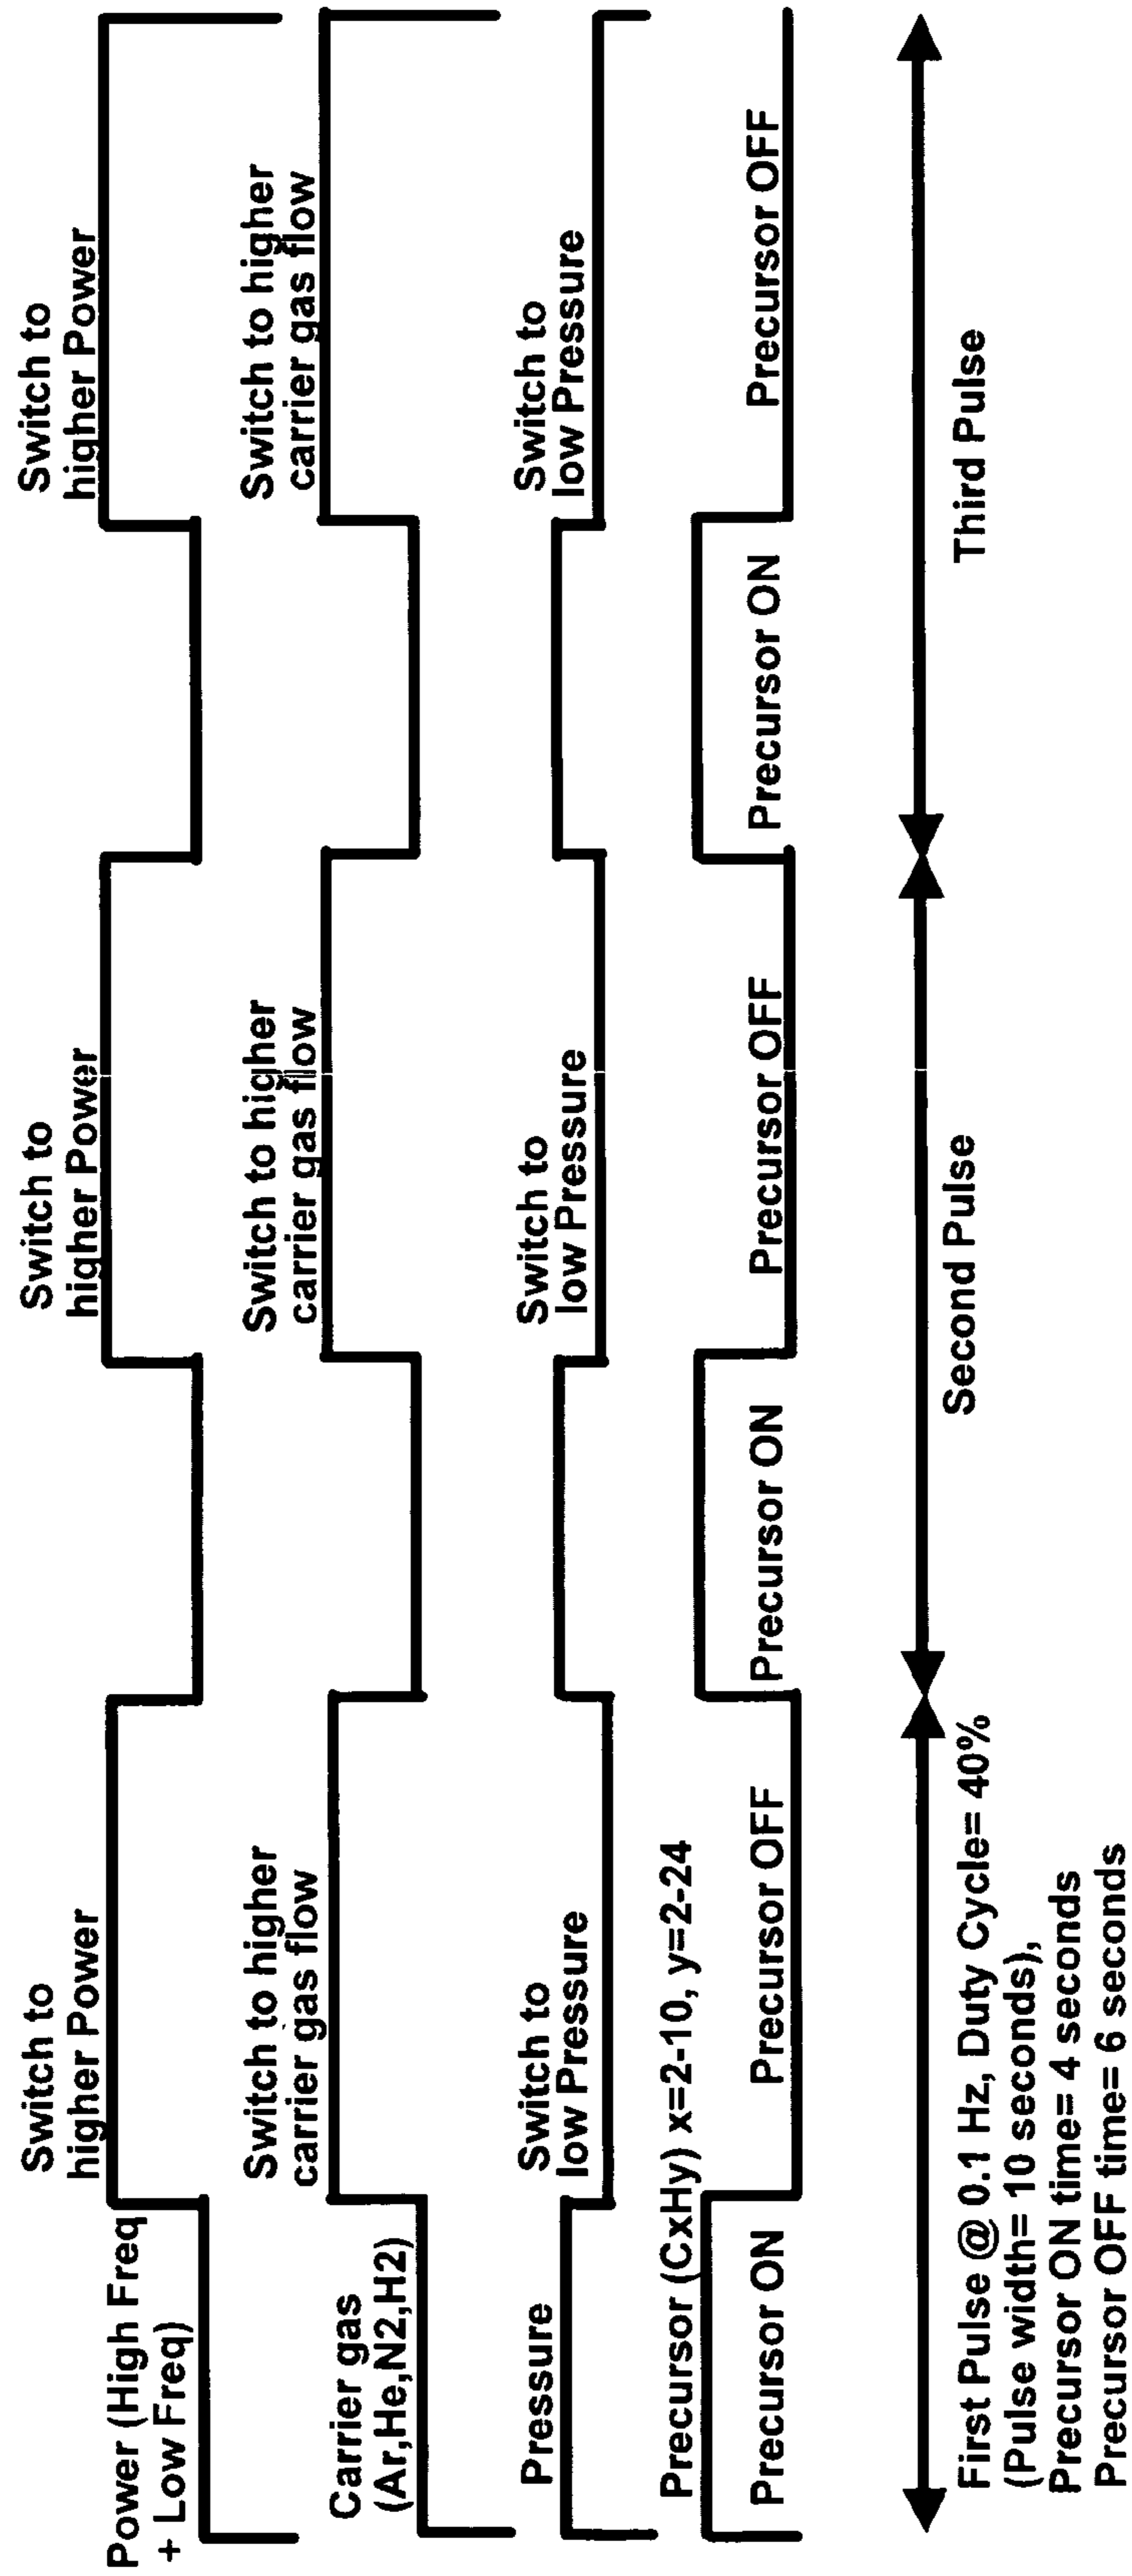 Power (High Freq
+ Low Freq)
Switch to
higher Power
Switch to
higher Power
Switch to
higher Power
Carrier gas
(Ar,He,N2,H2)
Switch to higher
carrier gas flow
Switch to higher
carrier gas flow
Switch to higher
carrier gas flow
Pressure
Switch to
low Pressure
Switch to
low Pressure
Switch to
low Pressure
Precursor (CxHy) x=2-10, y=2-24
Precursor ON
Precursor OFF
Precursor ON
Precursor OFF
Precursor ON
Precursor OFF
First Pulse @ 0.1 Hz, Duty Cycle= 40%
(Pulse width= 10 seconds),
Precursor ON time= 4 seconds
Precursor OFF time= 6 seconds
Second Pulse
Third Pulse